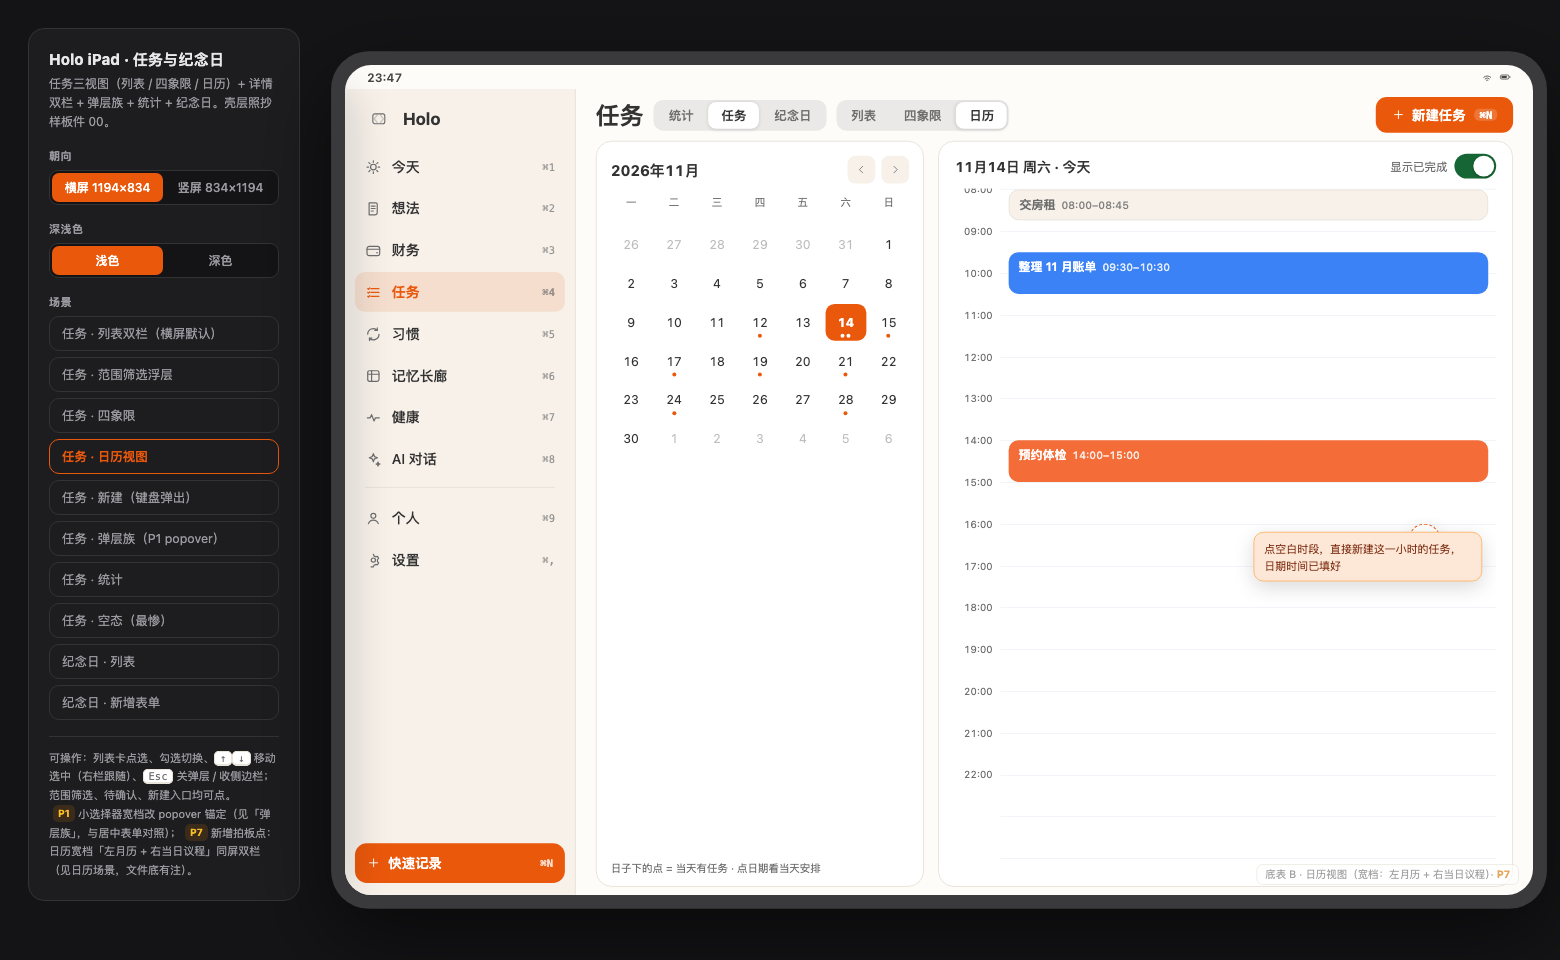 Holo iPad · 任务与纪念日
任务三视图（列表 / 四象限 / 日历）+ 详情
双栏 + 弹层族 + 统计 + 纪念日。壳层照抄
样板件 00。
朝向
横屏 1194×834
竖屏 834×1194
深浅色
浅色
深色
场景
任务 · 列表双栏（横屏默认）
任务 · 范围筛选浮层
任务 · 四象限
任务 · 日历视图
任务 · 新建（键盘弹出）
任务 · 弹层族（P1 popover）
任务 · 统计
任务 · 空态（最惨）
纪念日 · 列表
纪念日 · 新增表单
可操作：列表卡点选、勾选切换、↑ ↓ 移动
选中（右栏跟随）、Esc 关弹层 / 收侧边栏；
范围筛选、待确认、新建入口均可点。
P1 小选择器宽档改 popover 锚定（见「弹
层族」，与居中表单对照）； P7 新增拍板点：
日历宽档「左月历 + 右当日议程」同屏双栏
（见日历场景，文件底有注）。
23:47
Holo
今天 ⌘1
想法 ⌘2
财务 ⌘3
任务 ⌘4
习惯 ⌘5
记忆长廊 ⌘6
健康 ⌘7
AI 对话 ⌘8
个人 ⌘9
设置 ⌘,
+ 快速记录 ⌘N
任务
统计 任务 纪念日
列表 四象限 日历
+ 新建任务 ⌘N
2026年11月
一 二 三 四 五 六 日
26 27 28 29 30 31 1
2 3 4 5 6 7 8
9 10 11 12 13 14 15
16 17 18 19 20 21 22
23 24 25 26 27 28 29
30 1 2 3 4 5 6
日子下的点 = 当天有任务 · 点日期看当天安排
11月14日 周六 · 今天
显示已完成
08:00
交房租 08:00–08:45
09:00
整理 11 月账单 09:30–10:30
10:00
11:00
12:00
13:00
14:00
预约体检 14:00–15:00
15:00
16:00
点空白时段，直接新建这一小时的任务，
日期时间已填好
17:00
18:00
19:00
20:00
21:00
22:00
底表 B · 日历视图（宽档：左月历 + 右当日议程）· P7